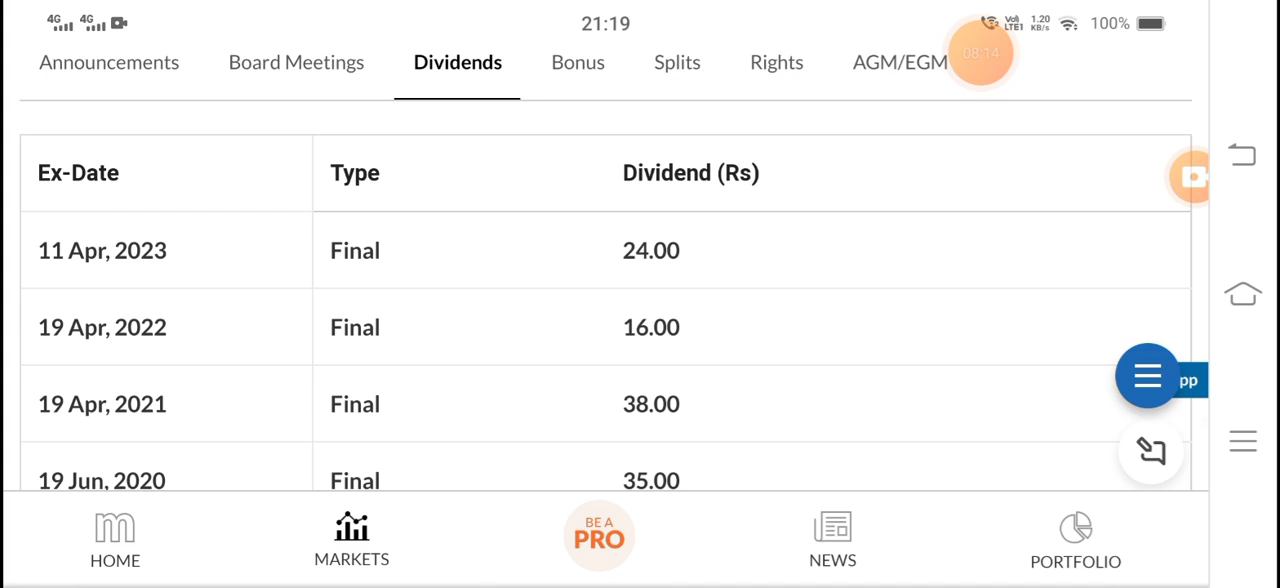 4G 4G 21:19 VoI) LTE1 1.20 KB/s 100%
Announcements Board Meetings Dividends Bonus Splits Rights AGM/EGM 08:14
Ex-Date Type Dividend (Rs)
11 Apr, 2023 Final 24.00
19 Apr, 2022 Final 16.00
pp
19 Apr, 2021 Final 38.00
19 Jun, 2020 Final 35.00
m BE A PRO
HOME MARKETS NEWS PORTFOLIO